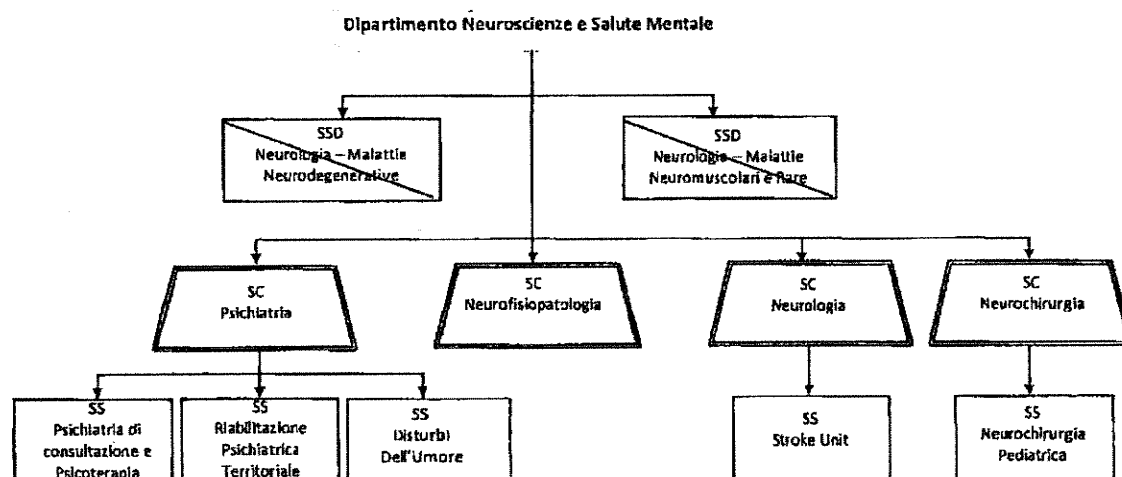 Dipartimento Neuroscienze e Salute Mentale
SSD
Neurologia – Malattie
Neurodegenerative
SSD
Neurologia – Malattie
Neuromuscolari e Rare
SC
Psichiatria
SC
Neurofisiopatologia
SC
Neurologia
SC
Neurochirurgia
SS
Psichiatria di
consultazione e
Psicoterapia
SS
Riabilitazione
Psichiatrica
Territoriale
SS
Disturbi
Dell'Umore
SS
Stroke Unit
SS
Neurochirurgia
Pediatrica